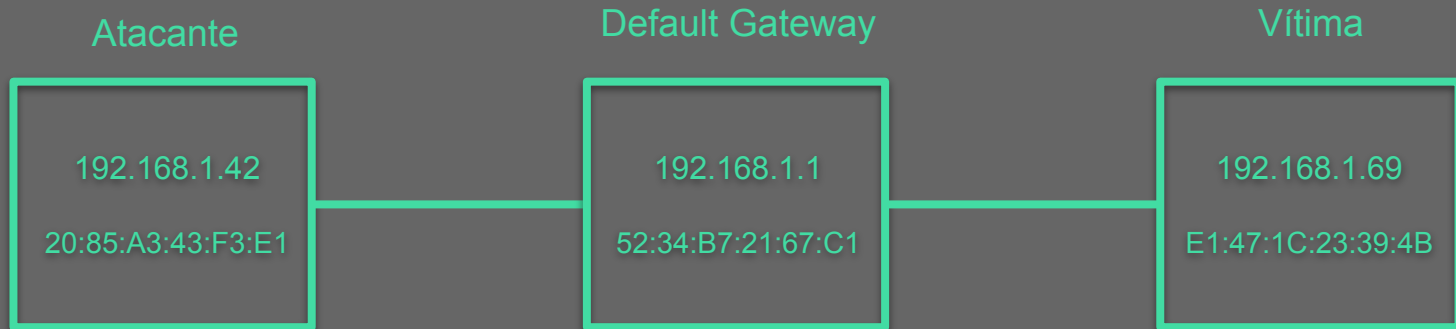 Atacante
Default Gateway
Vítima
192.168.1.42
20:85:A3:43:F3:E1
192.168.1.1
52:34:B7:21:67:C1
192.168.1.69
E1:47:1C:23:39:4B